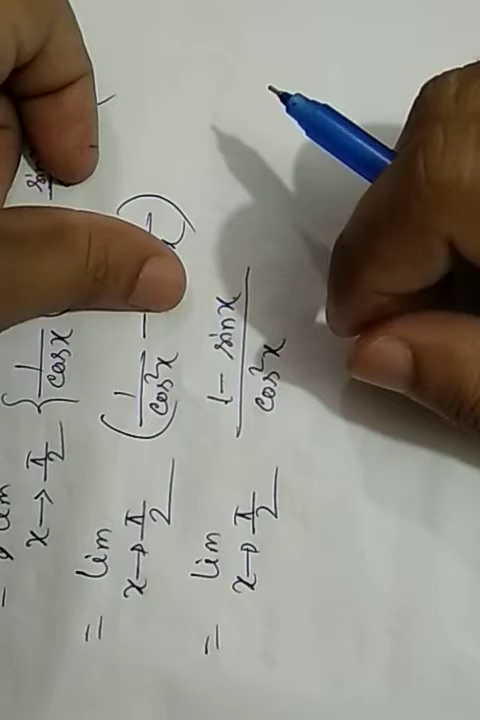 lim x→π/2 { 1/cosx
= lim x→π/2 ( 1/cos²x − )
= lim x→π/2 1 - sinx/cos²x